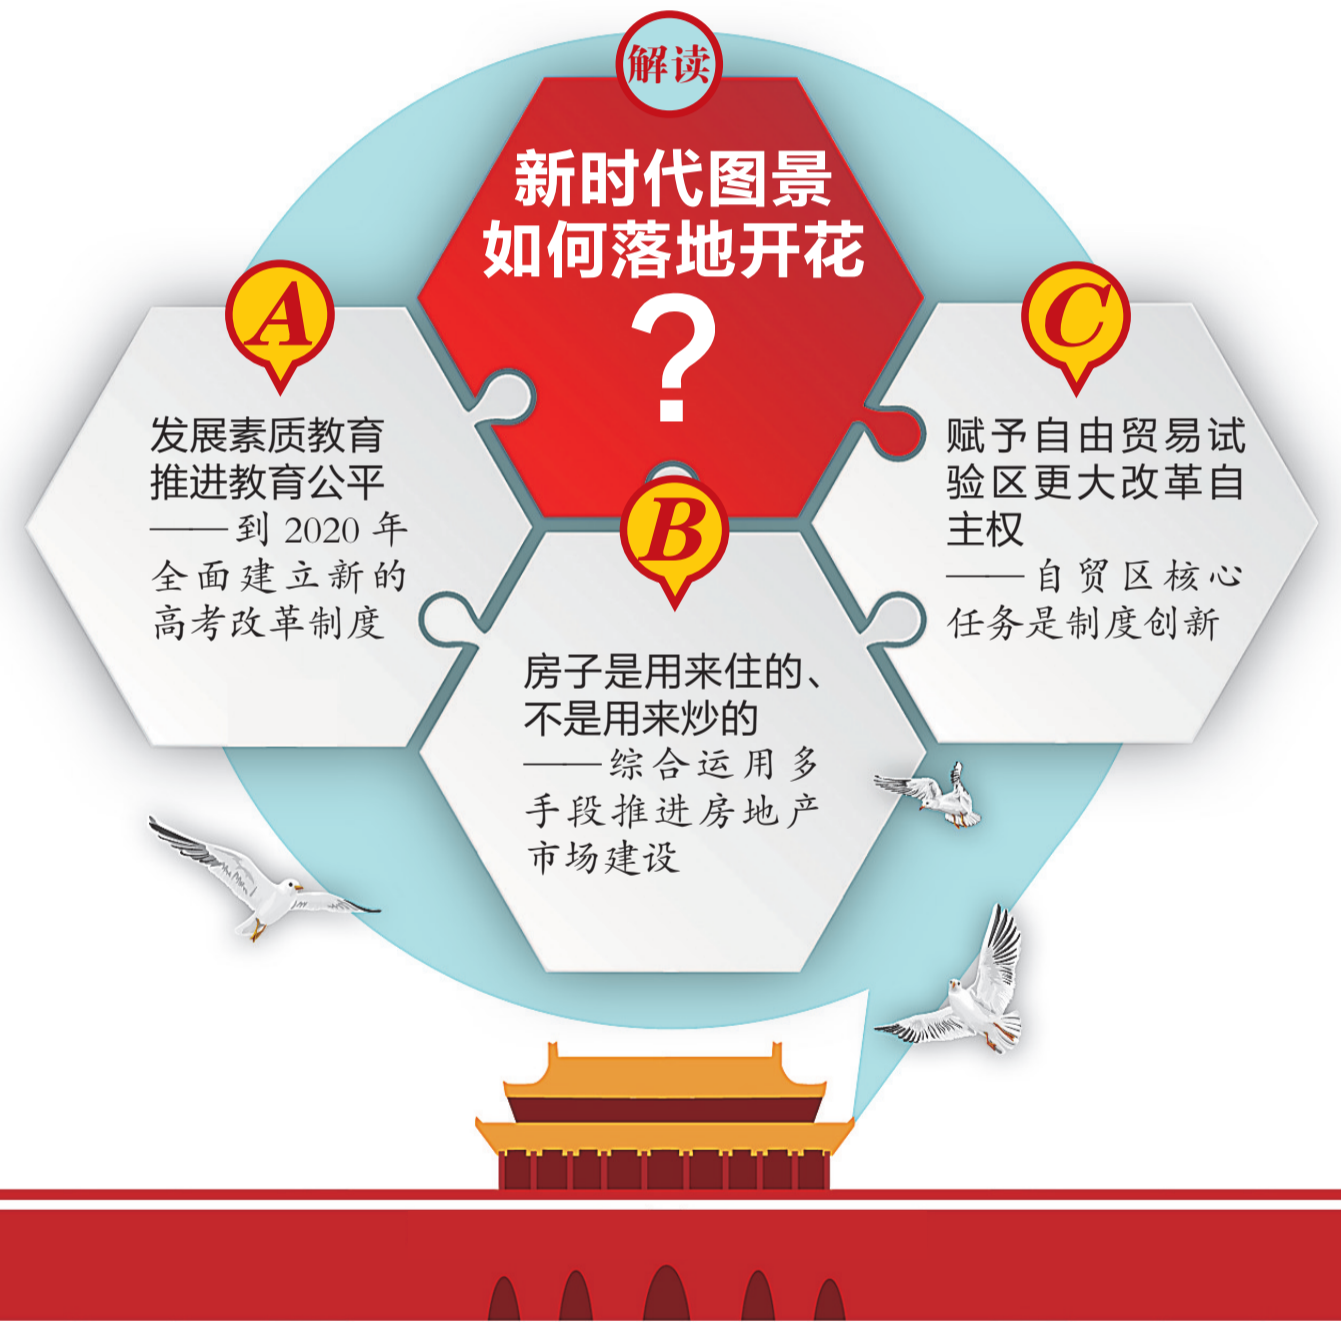 解读
新时代图景
如何落地开花
?
A
发展素质教育
推进教育公平
——到 2020 年
全面建立新的
高考改革制度
B
房子是用来住的、
不是用来炒的
——综合运用多
手段推进房地产
市场建设
C
赋予自由贸易试
验区更大改革自
主权
——自贸区核心
任务是制度创新